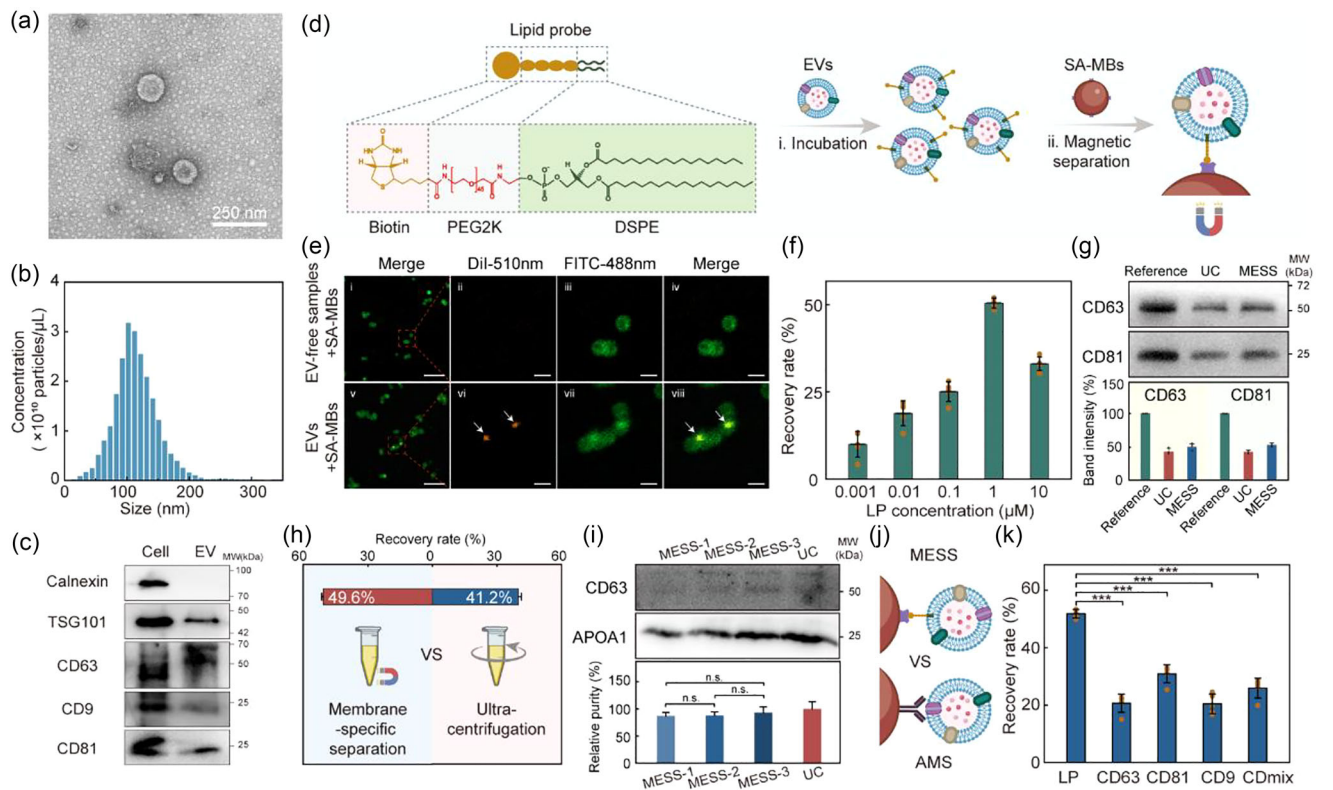 (a)
250 nm
(b)
Concentration
( ×10¹⁰ particles/μL)
4
3
2
1
0
0
100
200
300
Size (nm)
(c)
Cell
EV
MW(kDa)
Calnexin
100
70
TSG101
56
42
CD63
70
50
CD9
25
CD81
25
(d)
Lipid probe
O
HN
NH
H
H
S
O
H
N
O
45
O
H
N
O
O
P
O⁻
O
H
O
O
O
O
Biotin
PEG2K
DSPE
EVs
i. Incubation
SA-MBs
ii. Magnetic
separation
(e)
Merge
Dil-510nm
FITC-488nm
Merge
EV-free samples
+SA-MBs
i
ii
iii
iv
EVs
+SA-MBs
v
vi
vii
viii
(f)
Recovery rate (%)
50
25
0
0.001
0.01
0.1
1
10
LP concentration (μM)
(g)
Reference
UC
MESS
MW
(kDa)
72
CD63
50
CD81
25
CD63
CD81
Band intensity (%)
100
50
0
Reference
UC
MESS
Reference
UC
MESS
(h)
Recovery rate (%)
60
30
0
30
60
49.6%
41.2%
VS
Membrane
-specific
separation
Ultra-
centrifugation
(i)
MESS-1
MESS-2
MESS-3
UC
MW
(kDa)
CD63
50
APOA1
25
Relative purity (%)
150
100
50
0
n.s.
n.s.
n.s.
MESS-1
MESS-2
MESS-3
UC
(j)
MESS
VS
AMS
(k)
Recovery rate (%)
60
40
20
0
***
***
***
***
LP
CD63
CD81
CD9
CDmix